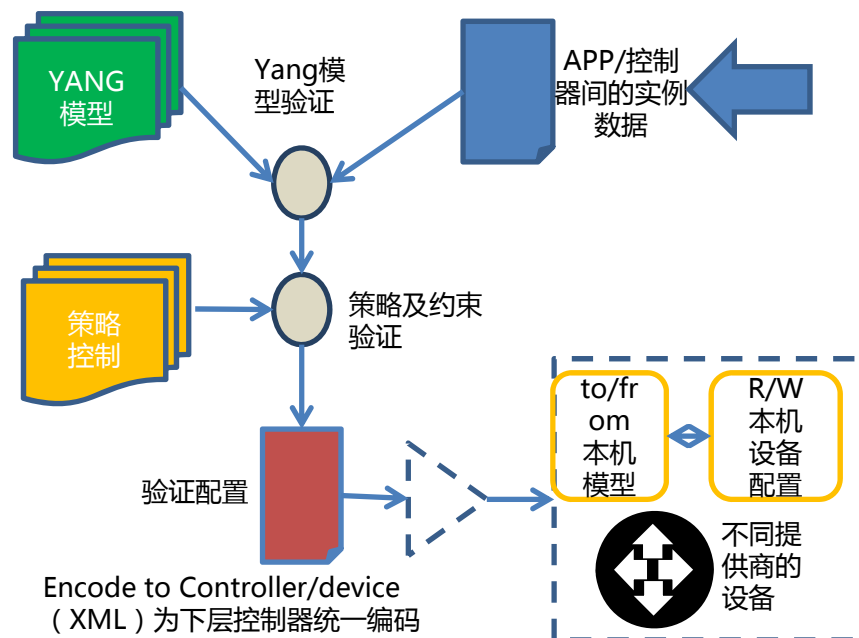 YANG
模型
Yang模
型验证
APP/控制
器间的实例
数据
策略
控制
策略及约束
验证
验证配置
to/fr
om
本机
模型
R/W
本机
设备
配置
不同提
供商的
设备
Encode to Controller/device
（XML）为下层控制器统一编码